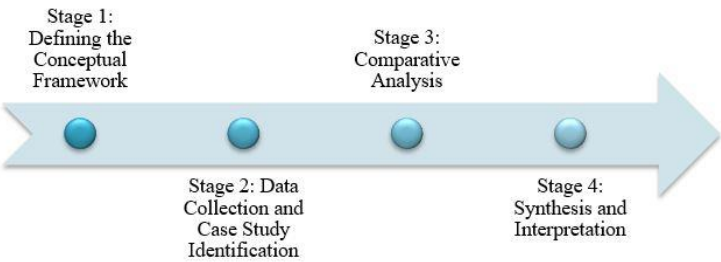 Stage 1:
Defining the
Conceptual
Framework
Stage 2: Data
Collection and
Case Study
Identification
Stage 3:
Comparative
Analysis
Stage 4:
Synthesis and
Interpretation